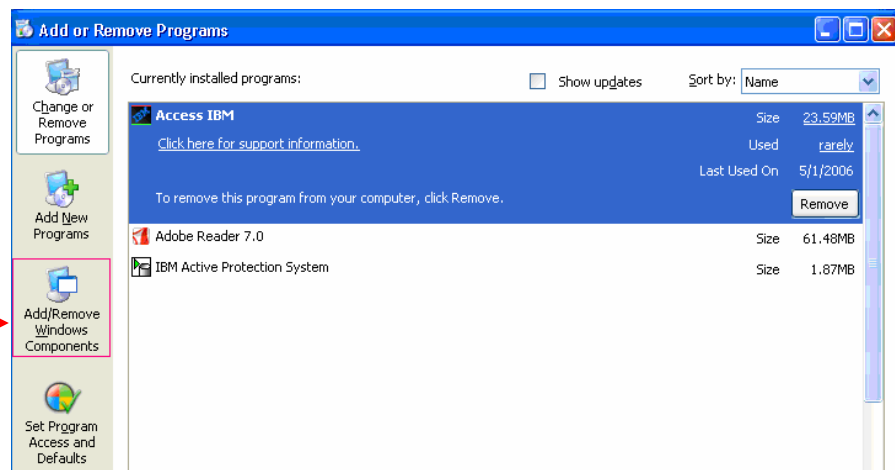 Add or Remove Programs
Change or
Remove
Programs
Add New
Programs
Add/Remove
Windows
Components
Set Program
Access and
Defaults
Currently installed programs:
Show updates
Sort by: Name
Access IBM
Size 23.59MB
Click here for support information.
Used rarely
Last Used On 5/1/2006
To remove this program from your computer, click Remove.
Remove
Adobe Reader 7.0
Size 61.48MB
IBM Active Protection System
Size 1.87MB